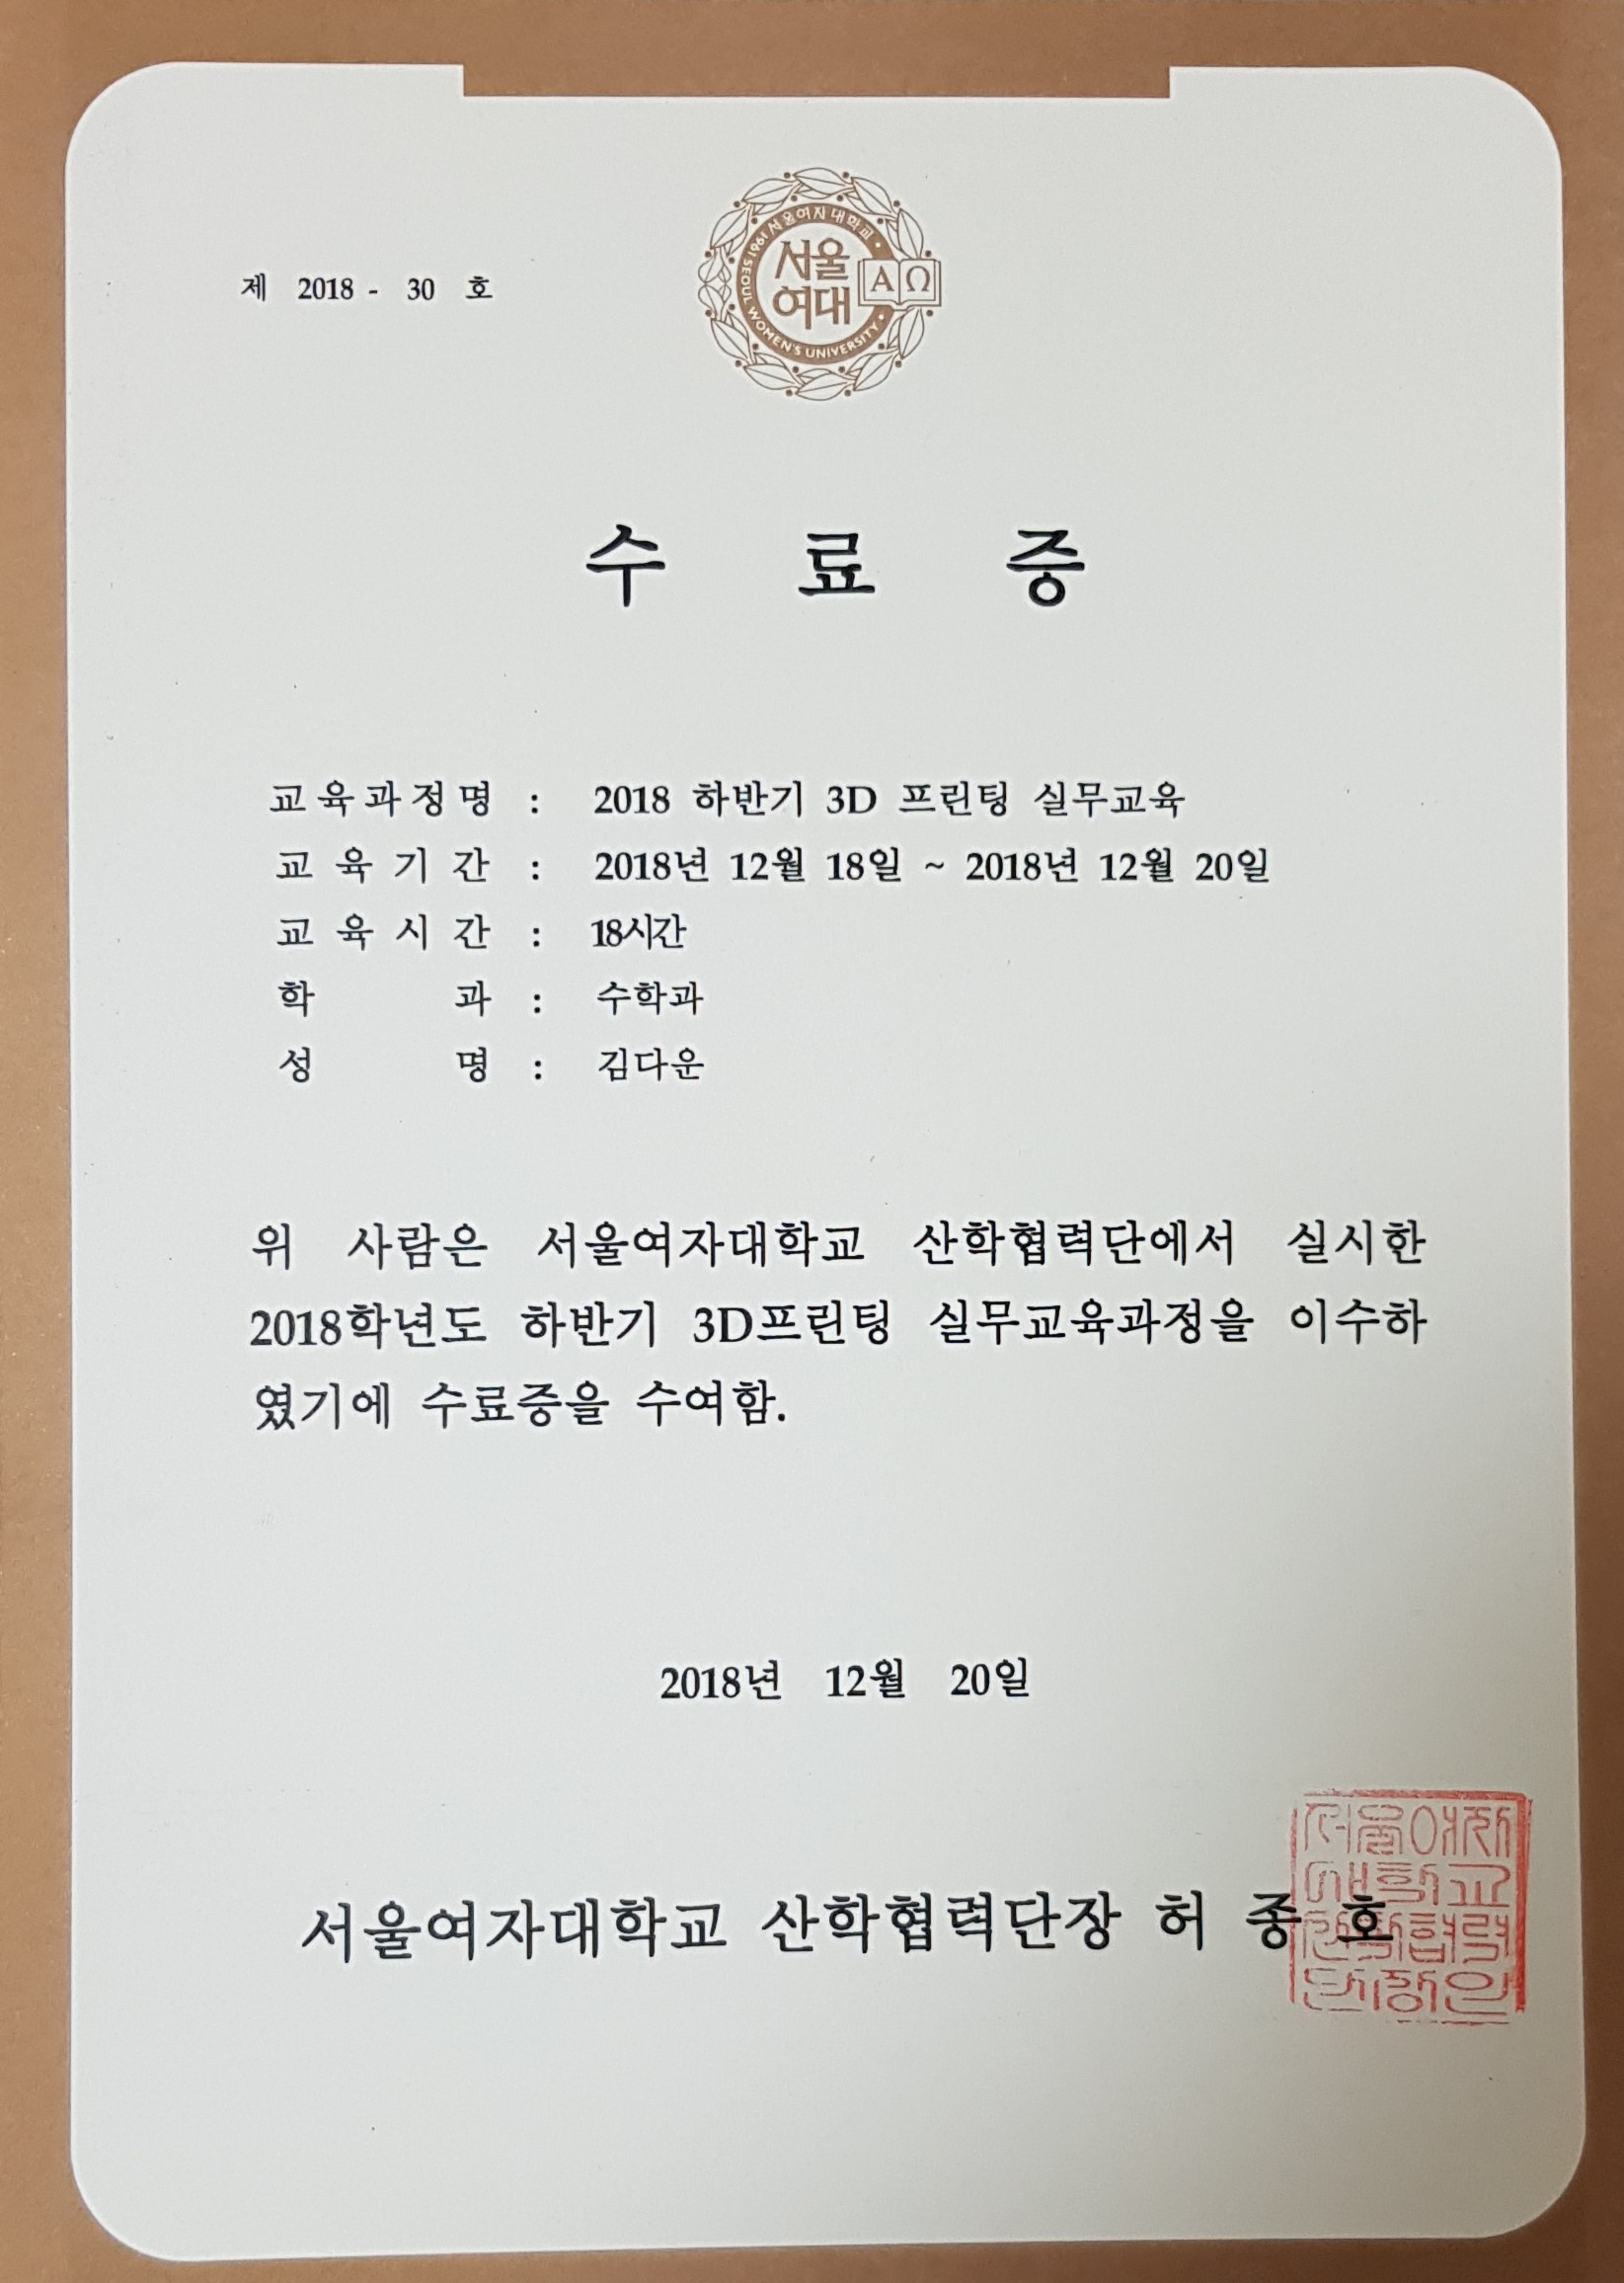 제 2018 - 30 호
1961 서울여자대학교
서울
여대
A Ω
SEOUL WOMEN'S UNIVERSITY
수 료 증
교육과정명 : 2018 하반기 3D 프린팅 실무교육
교육기간 : 2018년 12월 18일 ~ 2018년 12월 20일
교육시간 : 18시간
학 과 : 수학과
성 명 : 김다운
위 사람은 서울여자대학교 산학협력단에서 실시한
2018학년도 하반기 3D프린팅 실무교육과정을 이수하
였기에 수료증을 수여함.
2018년 12월 20일
서울여자대학교 산학협력단장 허 종 호
서울여자
대학교
산학협력
단장인